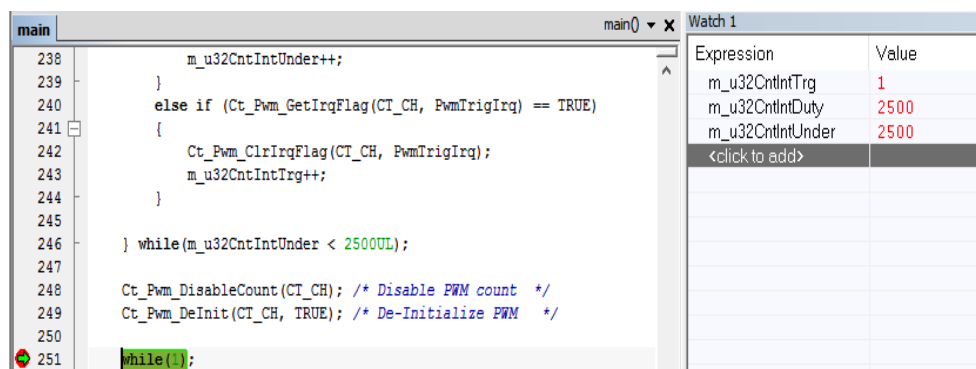 main
main()
238 m_u32CntIntUnder++;
239 }
240 else if (Ct_Pwm_GetIrqFlag(CT_CH, PwmTrigIrq) == TRUE)
241 {
242 Ct_Pwm_ClrIrqFlag(CT_CH, PwmTrigIrq);
243 m_u32CntIntTrg++;
244 }
245
246 } while(m_u32CntIntUnder < 2500UL);
247
248 Ct_Pwm_DisableCount(CT_CH); /* Disable PWM count */
249 Ct_Pwm_DeInit(CT_CH, TRUE); /* De-Initialize PWM */
250
251 while(1);
Watch 1
Expression Value
m_u32CntIntTrg 1
m_u32CntIntDuty 2500
m_u32CntIntUnder 2500
<click to add>